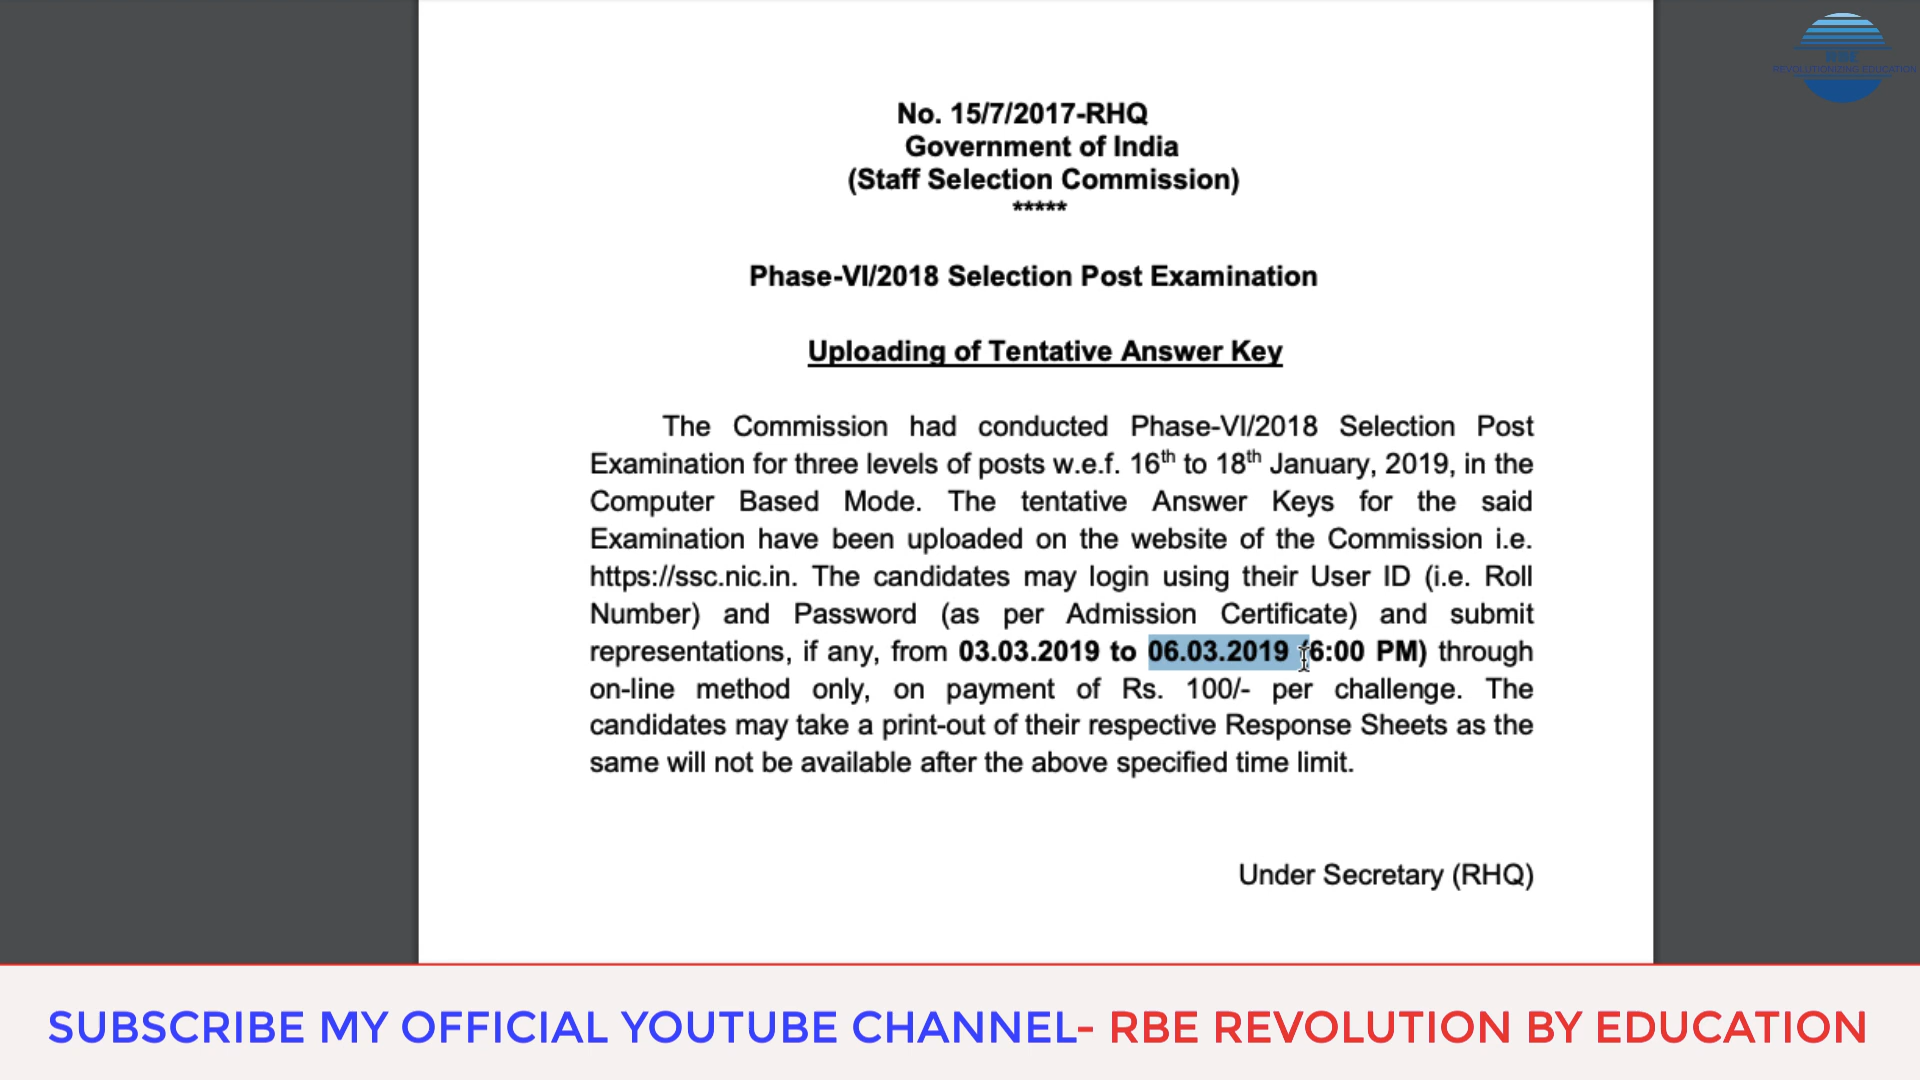 RBE
REVOLUTIONIZING EDUCATION
No. 15/7/2017-RHQ
Government of India
(Staff Selection Commission)
*****
Phase-VI/2018 Selection Post Examination
Uploading of Tentative Answer Key
The Commission had conducted Phase-VI/2018 Selection Post
Examination for three levels of posts w.e.f. 16th to 18th January, 2019, in the
Computer Based Mode. The tentative Answer Keys for the said
Examination have been uploaded on the website of the Commission i.e.
https://ssc.nic.in. The candidates may login using their User ID (i.e. Roll
Number) and Password (as per Admission Certificate) and submit
representations, if any, from 03.03.2019 to 06.03.2019 (6:00 PM) through
on-line method only, on payment of Rs. 100/- per challenge. The
candidates may take a print-out of their respective Response Sheets as the
same will not be available after the above specified time limit.
Under Secretary (RHQ)
SUBSCRIBE MY OFFICIAL YOUTUBE CHANNEL- RBE REVOLUTION BY EDUCATION